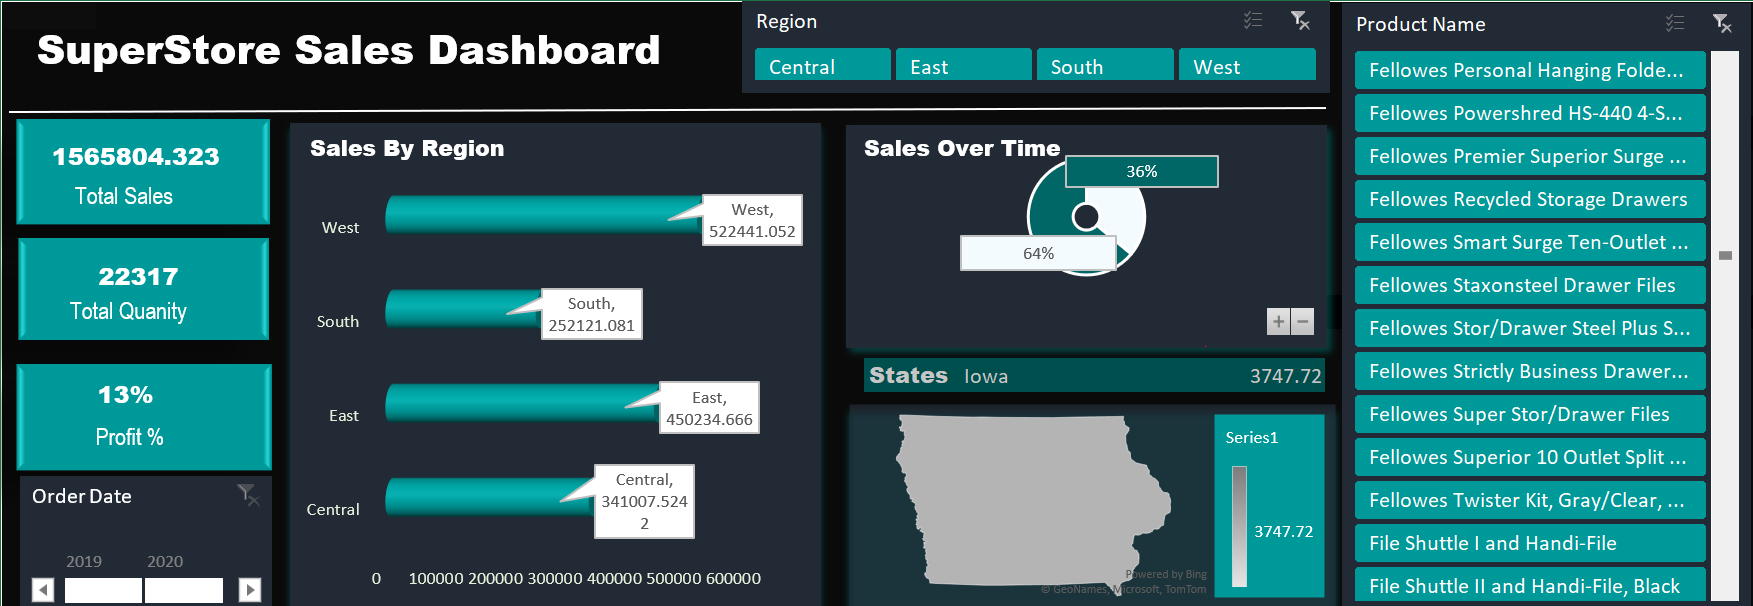 SuperStore Sales Dashboard
Region
Central
East
South
West
1565804.323
Total Sales
22317
Total Quanity
13%
Profit %
Order Date
2019
2020
Sales By Region
West
West,
522441.052
South
South,
252121.081
East
East,
450234.666
Central
Central,
341007.524
2
0 100000 200000 300000 400000 500000 600000
Sales Over Time
36%
64%
+ −
States Iowa 3747.72
Series1
3747.72
Powered by Bing
© GeoNames, Microsoft, TomTom
Product Name
Fellowes Personal Hanging Folde...
Fellowes Powershred HS-440 4-S...
Fellowes Premier Superior Surge ...
Fellowes Recycled Storage Drawers
Fellowes Smart Surge Ten-Outlet ...
Fellowes Staxonsteel Drawer Files
Fellowes Stor/Drawer Steel Plus S...
Fellowes Strictly Business Drawer...
Fellowes Super Stor/Drawer Files
Fellowes Superior 10 Outlet Split ...
Fellowes Twister Kit, Gray/Clear, ...
File Shuttle I and Handi-File
File Shuttle II and Handi-File, Black